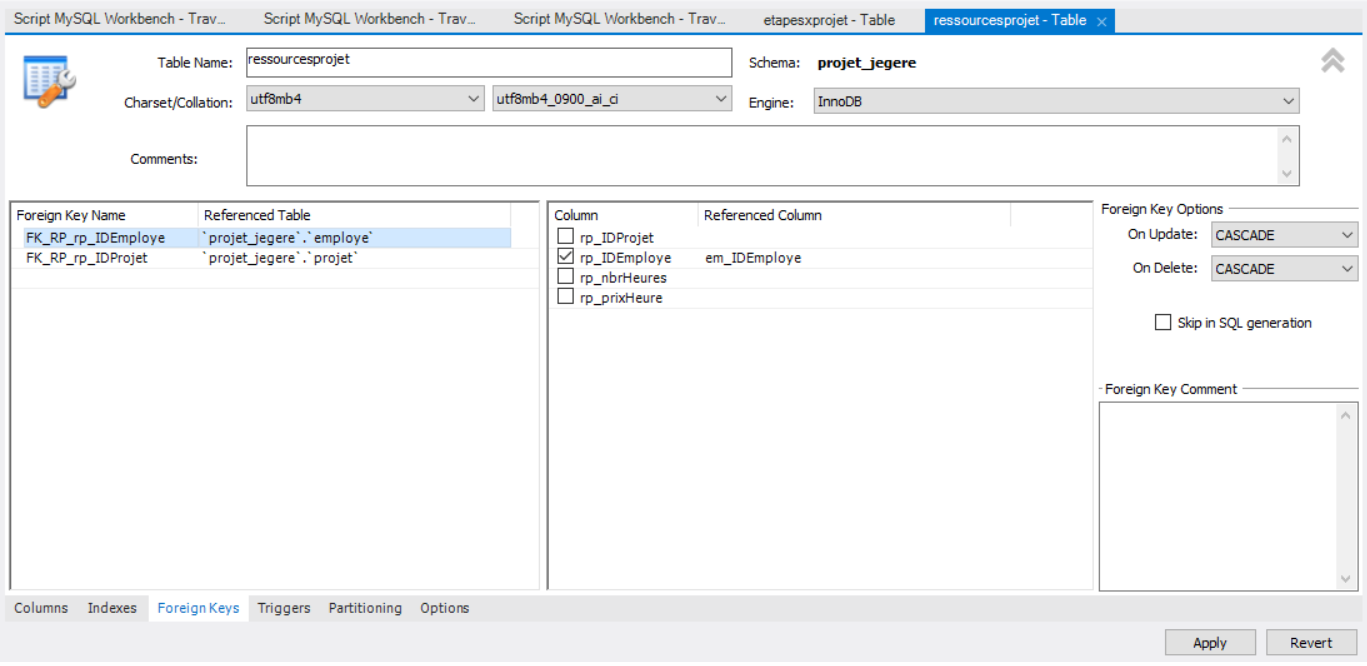 Script MySQL Workbench - Trav... Script MySQL Workbench - Trav... Script MySQL Workbench - Trav... etapesxprojet - Table ressourcesprojet - Table ×
Table Name: ressourcesprojet Schema: projet_jegere
Charset/Collation: utf8mb4 utf8mb4_0900_ai_ci Engine: InnoDB
Comments:
Foreign Key Name Referenced Table
FK_RP_rp_IDEmploye `projet_jegere`.`employe`
FK_RP_rp_IDProjet `projet_jegere`.`projet`
Column Referenced Column
rp_IDProjet
rp_IDEmploye em_IDEmploye
rp_nbrHeures
rp_prixHeure
Foreign Key Options
On Update: CASCADE
On Delete: CASCADE
Skip in SQL generation
Foreign Key Comment
Columns Indexes Foreign Keys Triggers Partitioning Options
Apply Revert